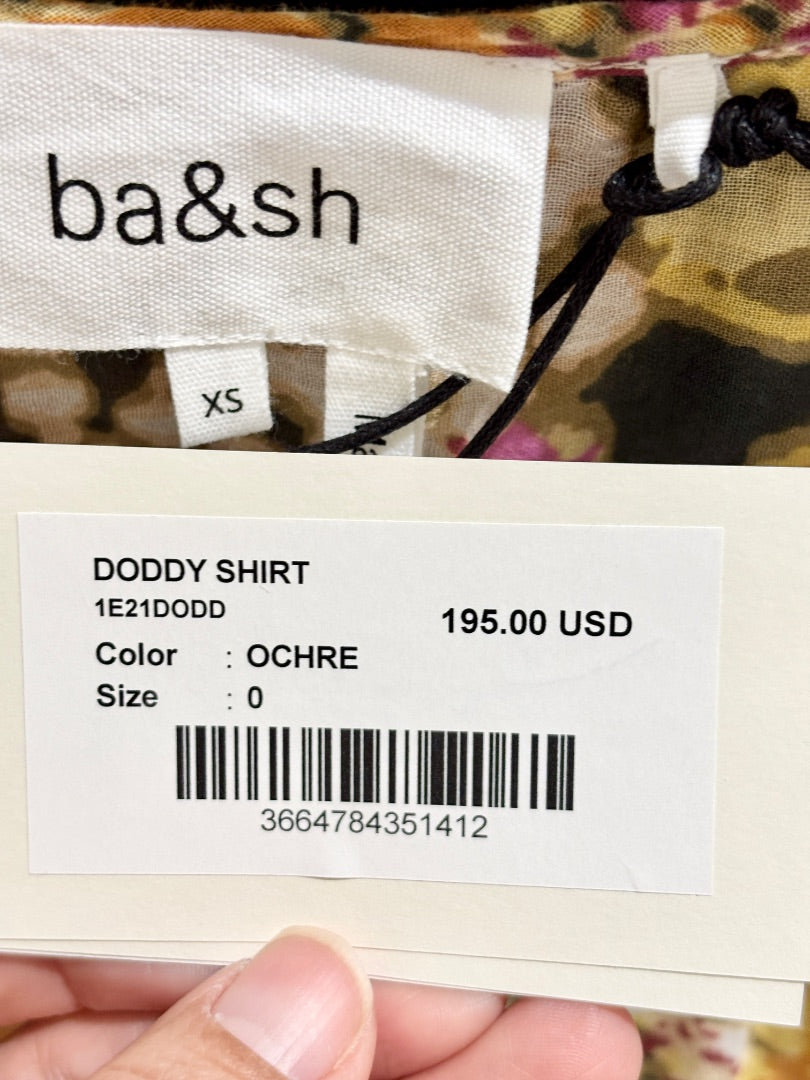 ba&sh
XS
DODDY SHIRT
1E21DODD
195.00 USD
Color : OCHRE
Size : 0
3664784351412